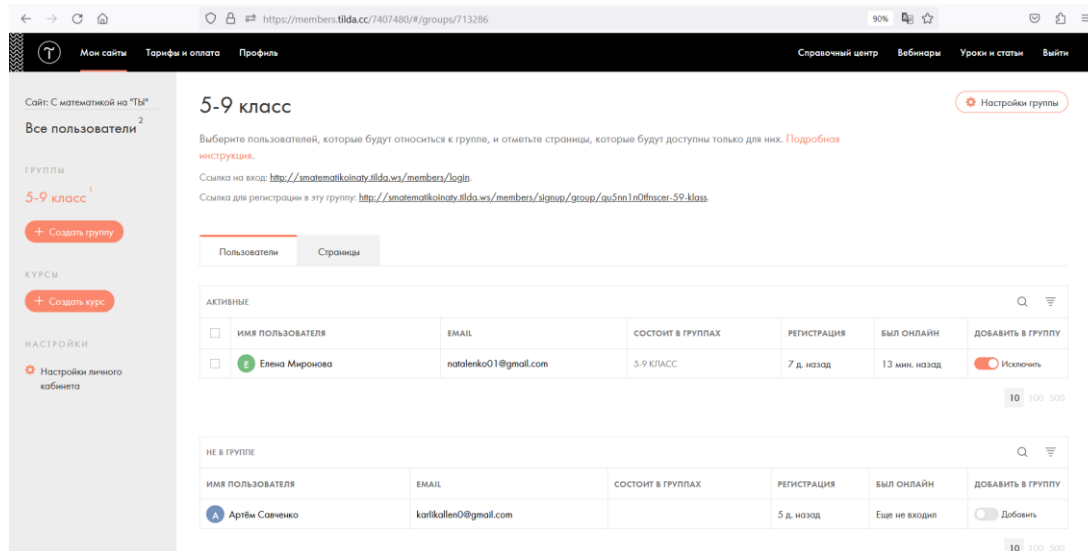 https://members.tilda.cc/7407480/#/groups/713286
90%
Мои сайты Тарифы и оплата Профиль Справочный центр Вебинары Уроки и статьи Выйти
Сайт: С математикой на "ТЫ"
Все пользователи 2
ГРУППЫ
5-9 класс 1
+ Создать группу
КУРСЫ
+ Создать курс
НАСТРОЙКИ
Настройки личного
кабинета
5-9 класс
Настройки группы
Выберите пользователей, которые будут относиться к группе, и отметьте страницы, которые будут доступны только для них. Подробная
инструкция.
Ссылка на вход: http://smatematikoinaty.tilda.ws/members/login.
Ссылка для регистрации в эту группу: http://smatematikoinaty.tilda.ws/members/signup/group/qu5nn1n0tfnscer-59-klass.
Пользователи Страницы
АКТИВНЫЕ
ИМЯ ПОЛЬЗОВАТЕЛЯ EMAIL СОСТОИТ В ГРУППАХ РЕГИСТРАЦИЯ БЫЛ ОНЛАЙН ДОБАВИТЬ В ГРУППУ
Е Елена Миронова natalenko01@gmail.com 5-9 КЛАСС 7 д. назад 13 мин. назад Исключить
10 100 500
НЕ В ГРУППЕ
ИМЯ ПОЛЬЗОВАТЕЛЯ EMAIL СОСТОИТ В ГРУППАХ РЕГИСТРАЦИЯ БЫЛ ОНЛАЙН ДОБАВИТЬ В ГРУППУ
А Артём Савченко karlikallen0@gmail.com 5 д. назад Еще не входил Добавить
10 100 500